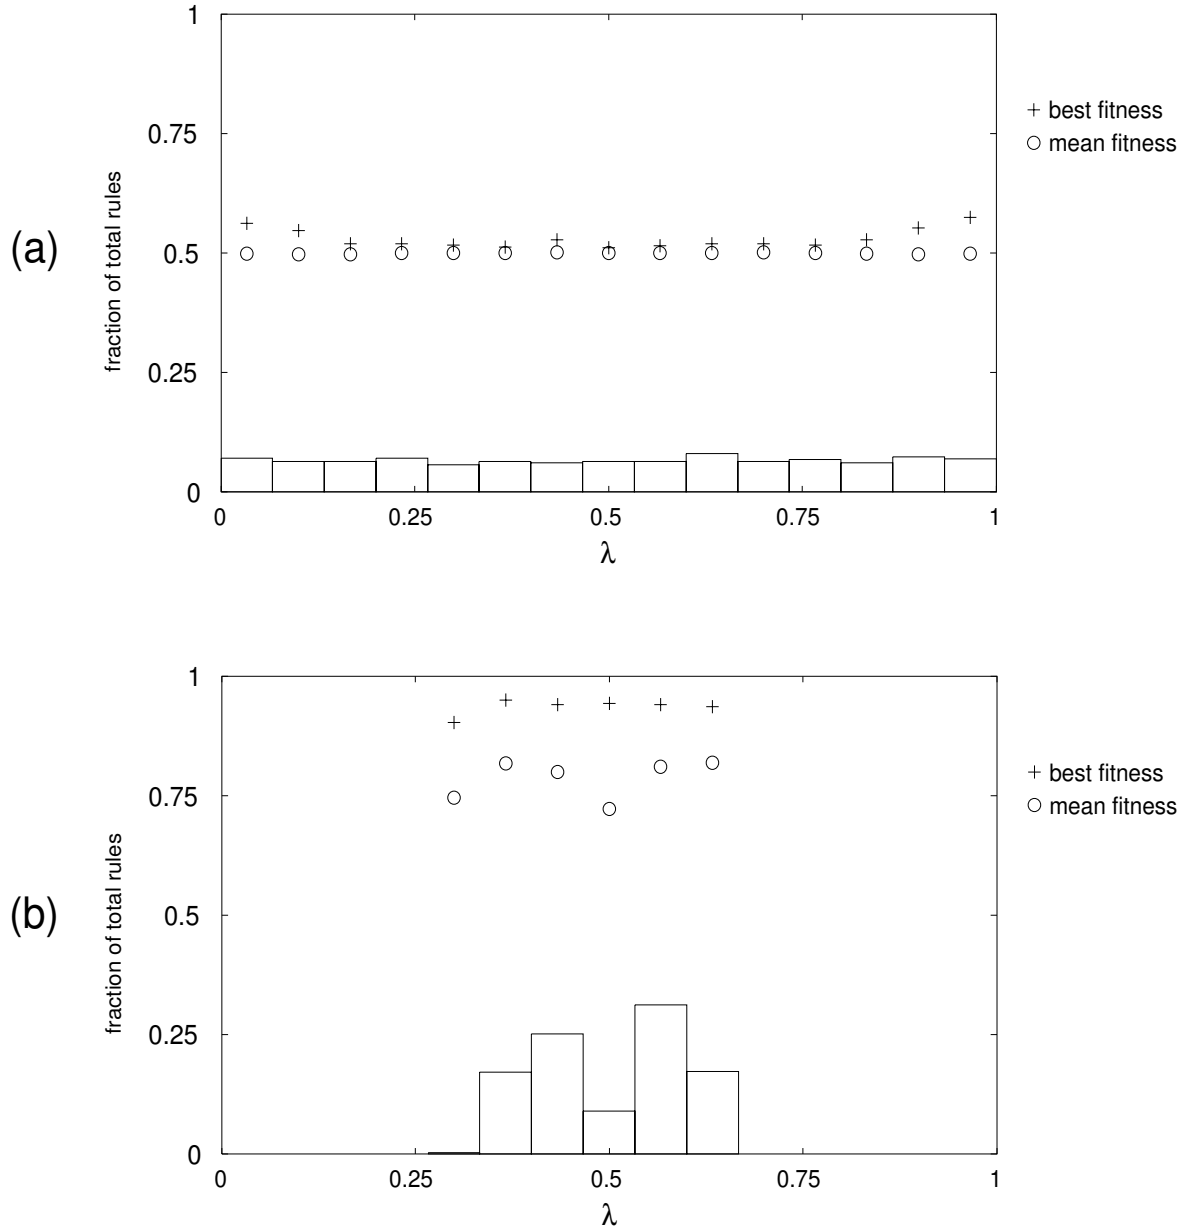 (a)
fraction of total rules
1
0.75
0.5
0.25
0
0 0.25 0.5 0.75 1
λ
+ best fitness
○ mean fitness
(b)
fraction of total rules
1
0.75
0.5
0.25
0
0 0.25 0.5 0.75 1
λ
+ best fitness
○ mean fitness